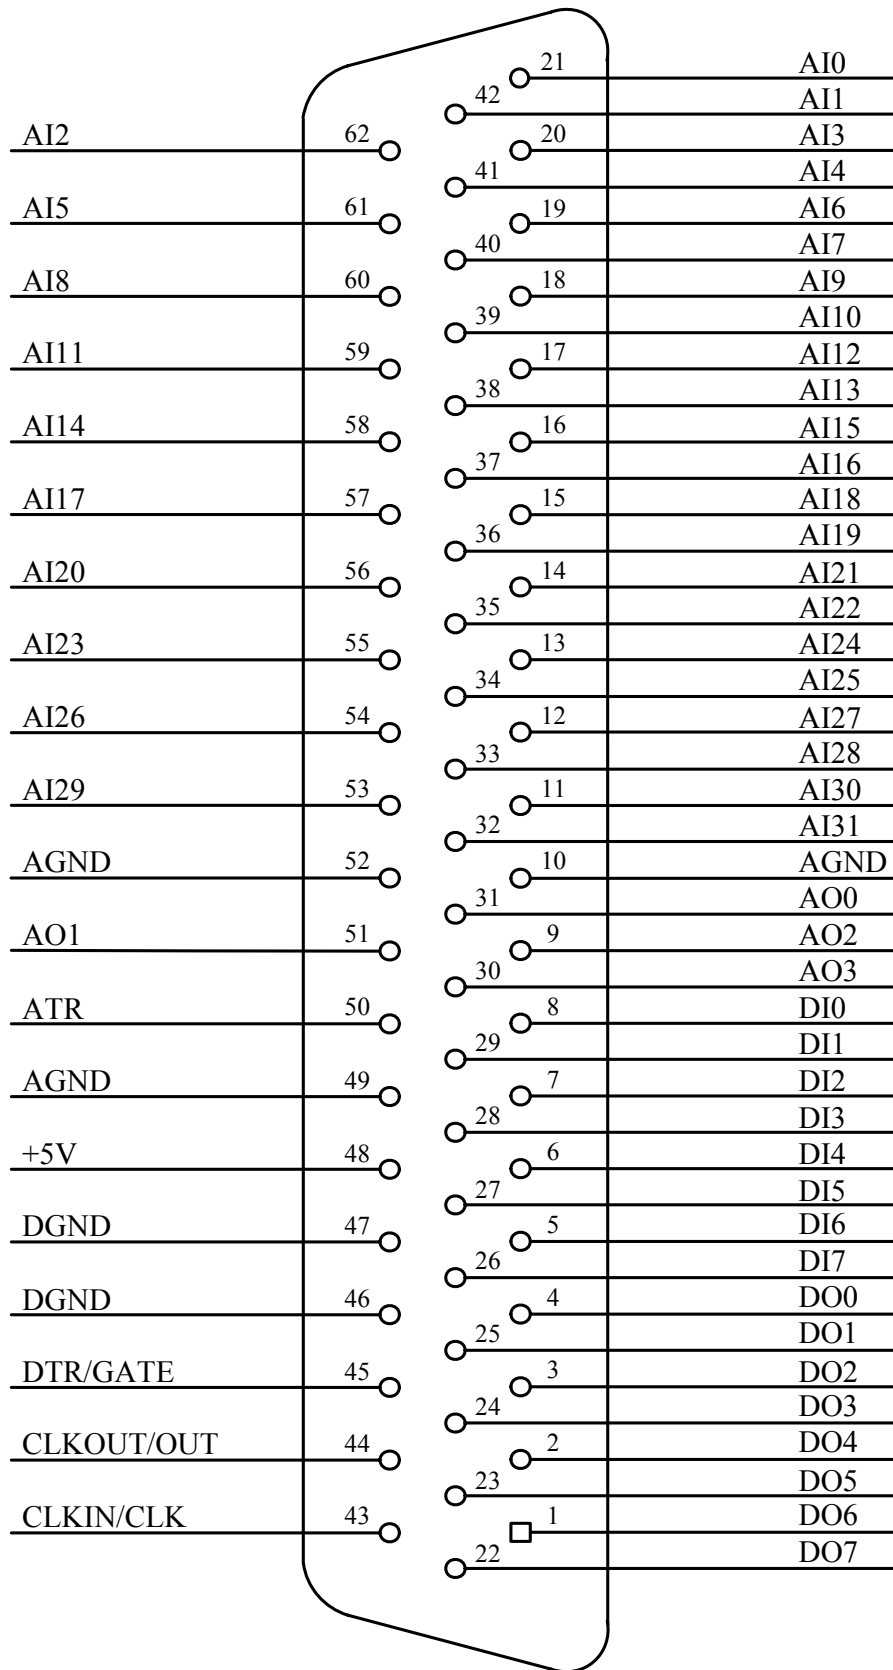 21 AI0
42 AI1
AI2 62 20 AI3
41 AI4
AI5 61 19 AI6
40 AI7
AI8 60 18 AI9
39 AI10
AI11 59 17 AI12
38 AI13
AI14 58 16 AI15
37 AI16
AI17 57 15 AI18
36 AI19
AI20 56 14 AI21
35 AI22
AI23 55 13 AI24
34 AI25
AI26 54 12 AI27
33 AI28
AI29 53 11 AI30
32 AI31
AGND 52 10 AGND
31 AO0
AO1 51 9 AO2
30 AO3
ATR 50 8 DI0
29 DI1
AGND 49 7 DI2
28 DI3
+5V 48 6 DI4
27 DI5
DGND 47 5 DI6
26 DI7
DGND 46 4 DO0
25 DO1
DTR/GATE 45 3 DO2
24 DO3
CLKOUT/OUT 44 2 DO4
23 DO5
CLKIN/CLK 43 1 DO6
22 DO7